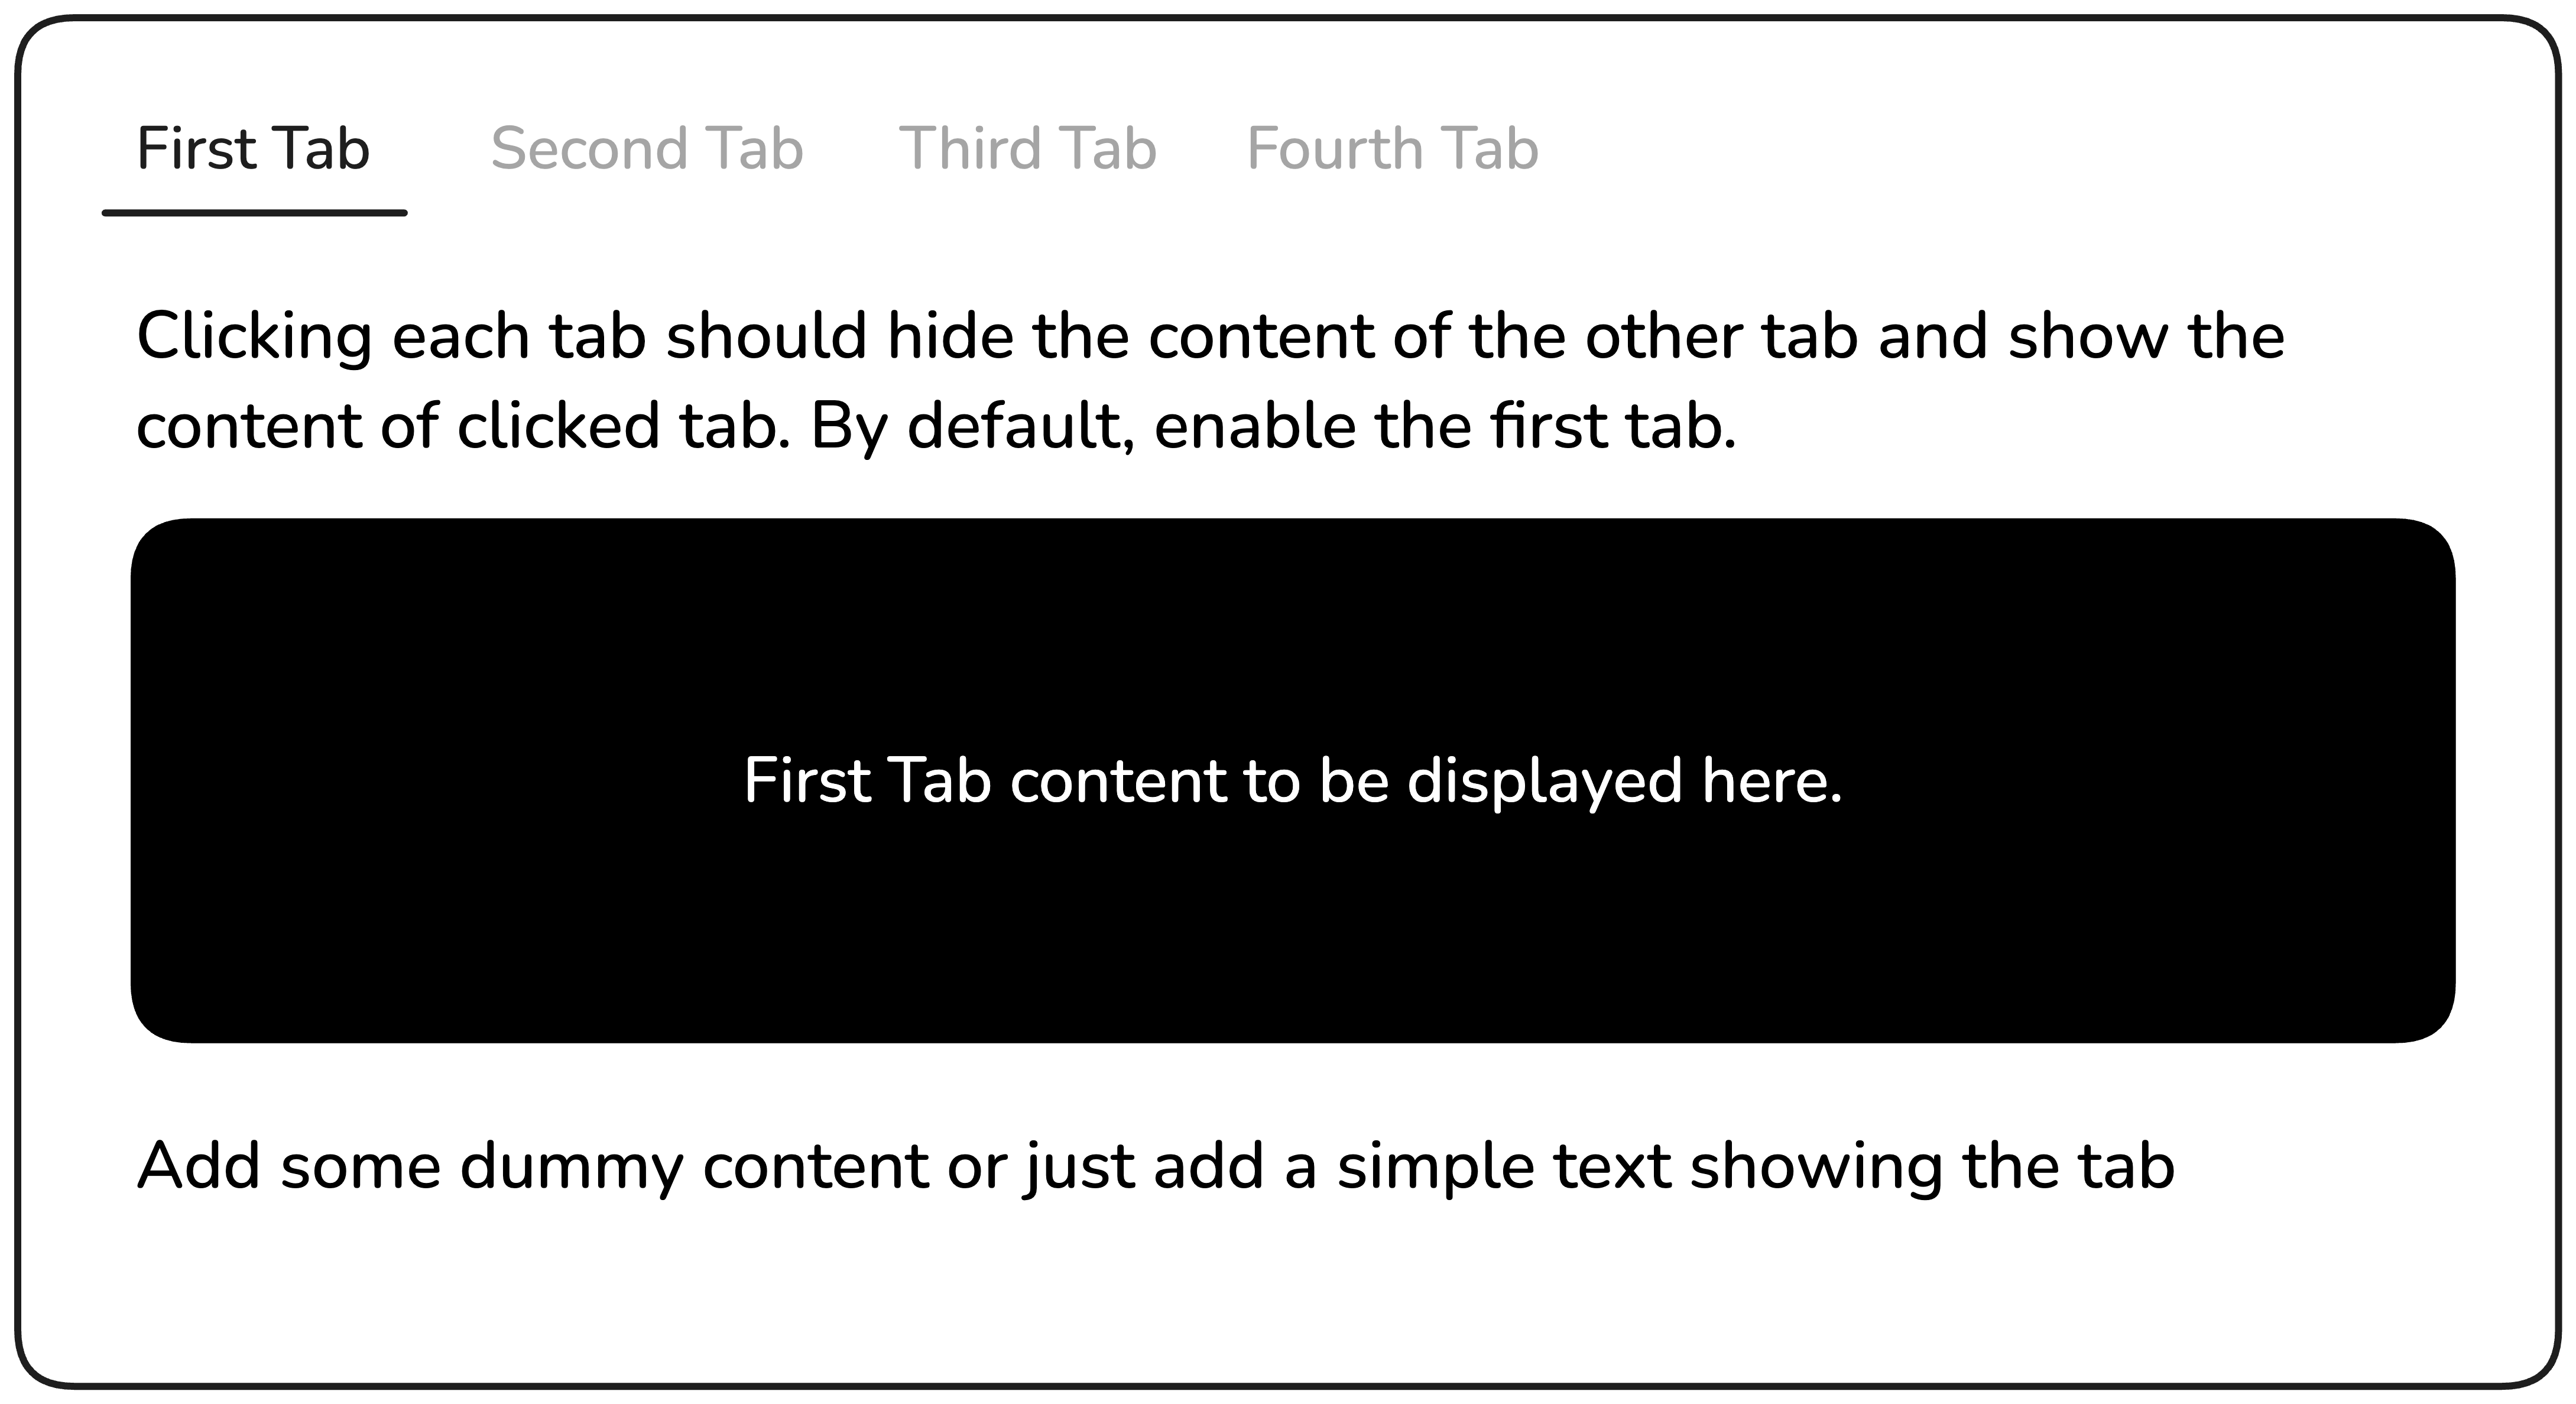 First Tab Second Tab Third Tab Fourth Tab
Clicking each tab should hide the content of the other tab and show the
content of clicked tab. By default, enable the first tab.
First Tab content to be displayed here.
Add some dummy content or just add a simple text showing the tab